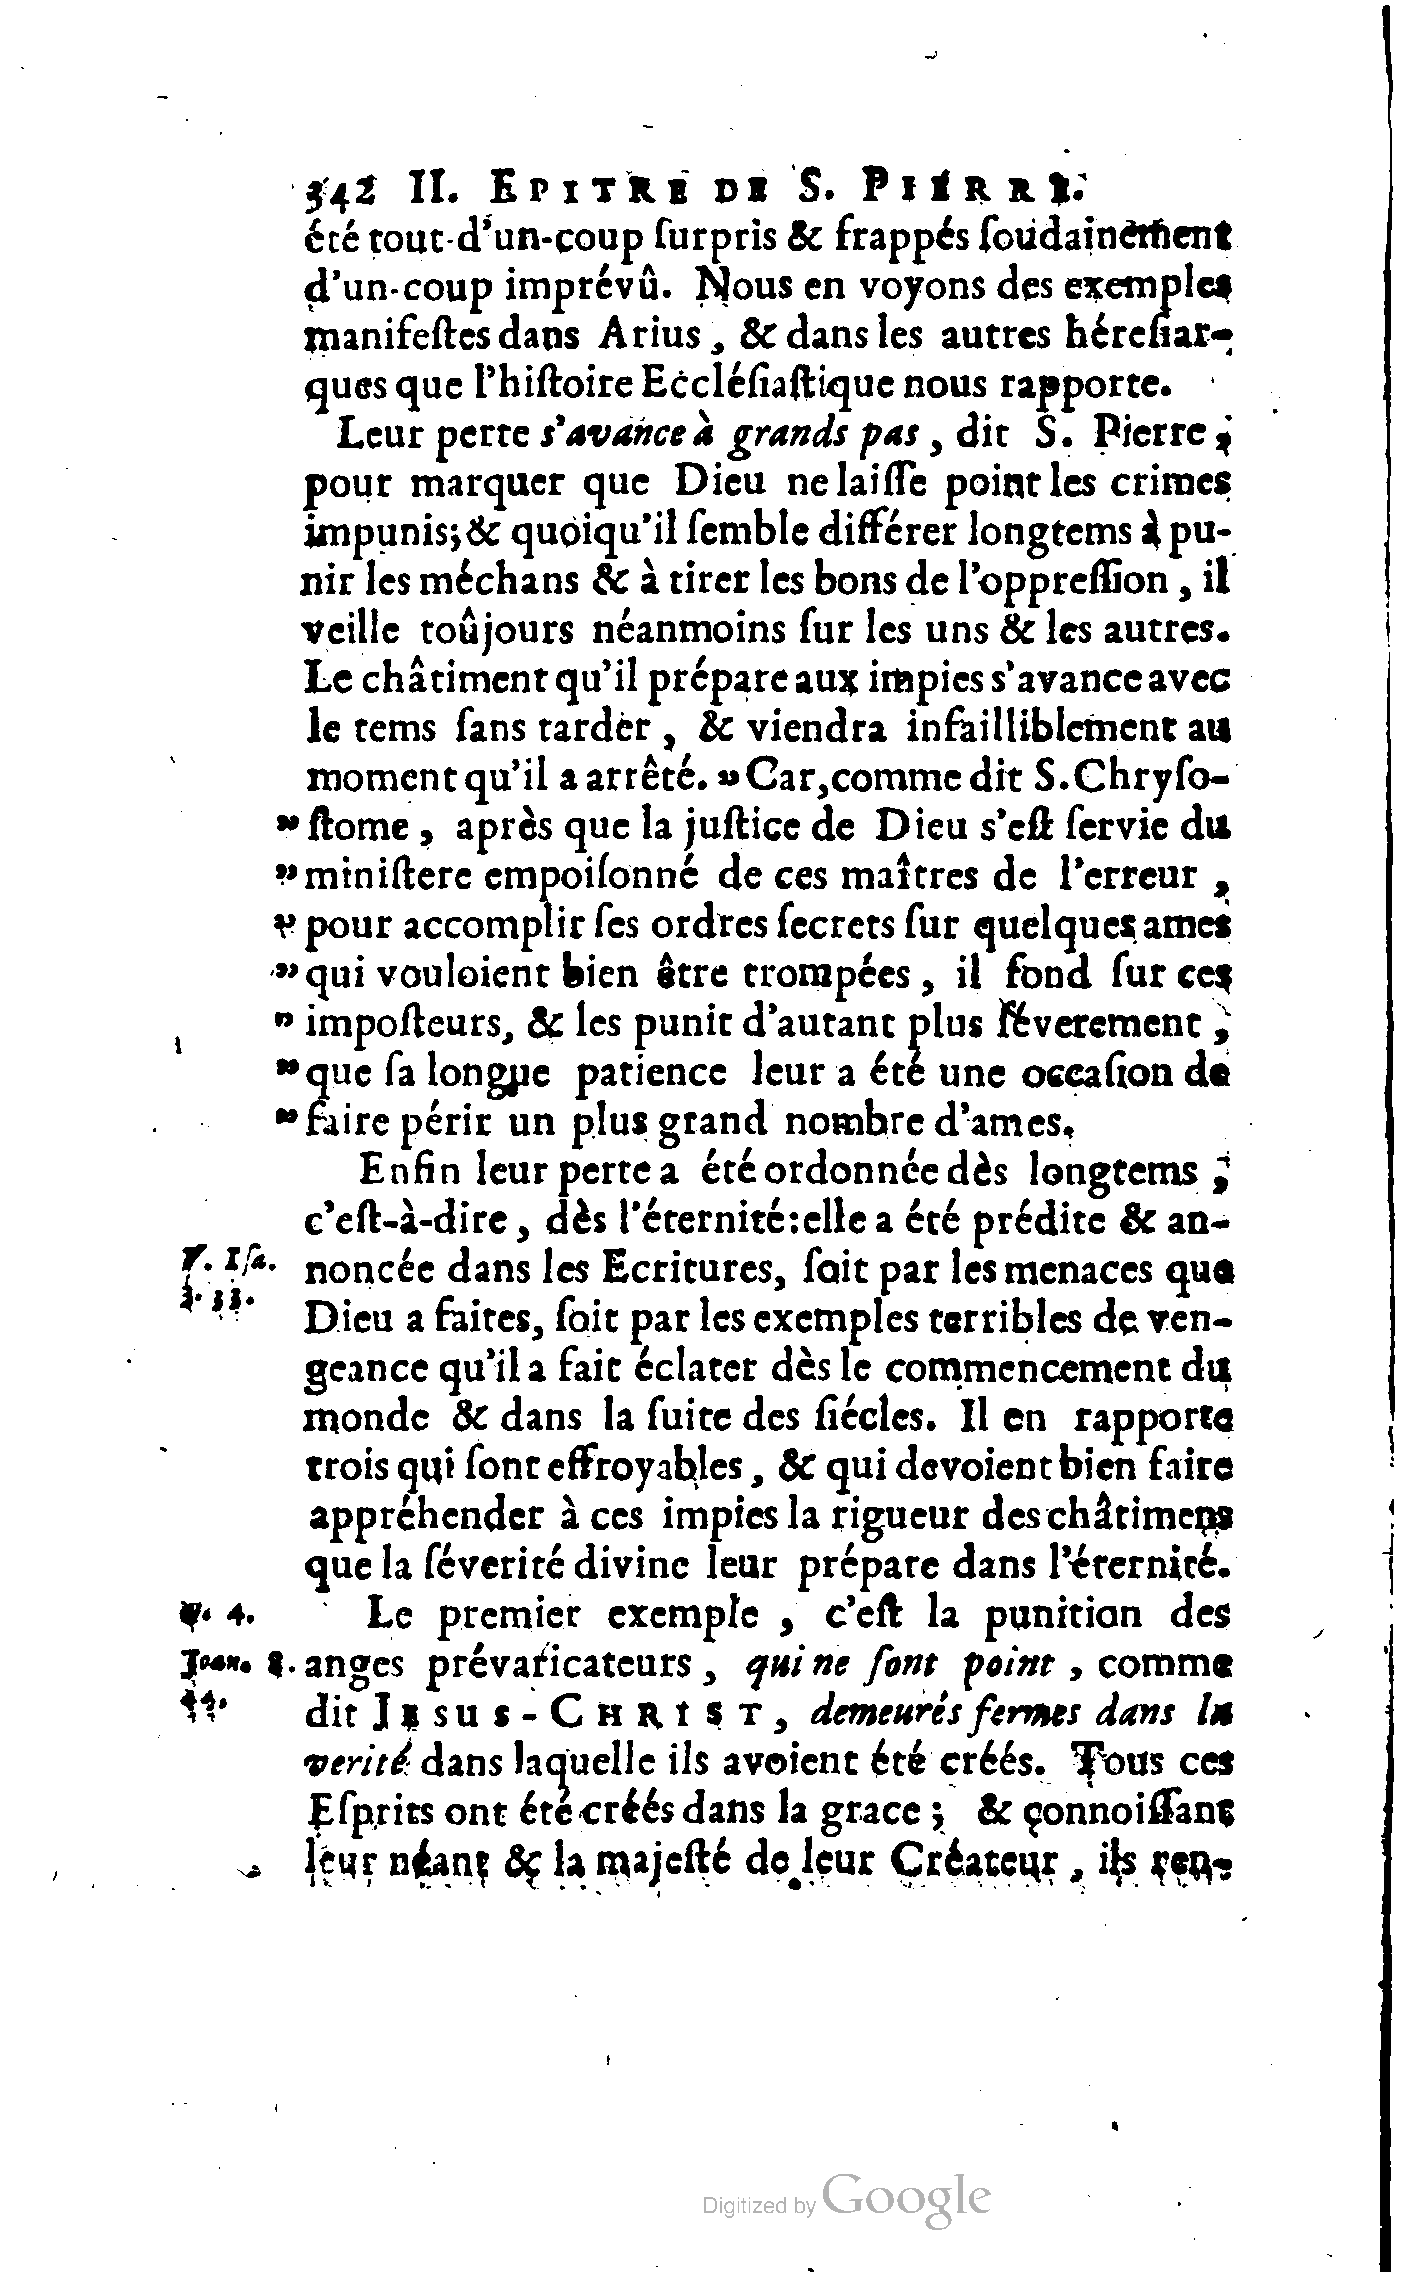 342 II. EPITRE DE S. PIERRE.
été tout-d'un-coup ſurpris & frappés ſoudainement
d'un-coup imprévû. Nous en voyons des exemples
manifeſtes dans Arius, & dans les autres héreſiar-
ques que l'hiſtoire Eccléſiaſtique nous rapporte.
Leur perte s'avance à grands pas, dit S. Pierre,
pour marquer que Dieu ne laiſſe point les crimes
impunis; & quoiqu'il ſemble différer longtems à pu-
nir les méchans & à tirer les bons de l'oppreſſion, il
veille toûjours néanmoins ſur les uns & les autres.
Le châtiment qu'il prépare aux impies s'avance avec
le tems ſans tarder, & viendra infailliblement au
moment qu'il a arrêté. » Car, comme dit S. Chryſo-
» ſtome, après que la juſtice de Dieu s'eſt ſervie du
» miniſtere empoiſonné de ces maîtres de l'erreur,
» pour accomplir ſes ordres ſecrets ſur quelques ames
» qui vouloient bien être trompées, il fond ſur ces
» impoſteurs, & les punit d'autant plus ſéverement,
» que ſa longue patience leur a été une occaſion de
» faire périr un plus grand nombre d'ames.
Enfin leur perte a été ordonnée dès longtems;
c'eſt-à-dire, dès l'éternité: elle a été prédite & an-
V. Iſa.
noncée dans les Ecritures, ſoit par les menaces que
3. 33.
Dieu a faites, ſoit par les exemples terribles de ven-
geance qu'il a fait éclater dès le commencement du
monde & dans la ſuite des ſiécles. Il en rapporte
trois qui ſont effroyables, & qui devoient bien faire
appréhender à ces impies la rigueur des châtimens
que la ſéverité divine leur prépare dans l'éternité.
℣. 4.
Le premier exemple, c'eſt la punition des
Joan. 8.
anges prévaricateurs, qui ne ſont point, comme
44.
dit JESUS-CHRIST, demeurés fermes dans la
verité dans laquelle ils avoient été créés. Tous ces
Eſprits ont été créés dans la grace; & connoiſſant
leur néant & la majeſté de leur Créateur, ils ren-
Digitized by Google